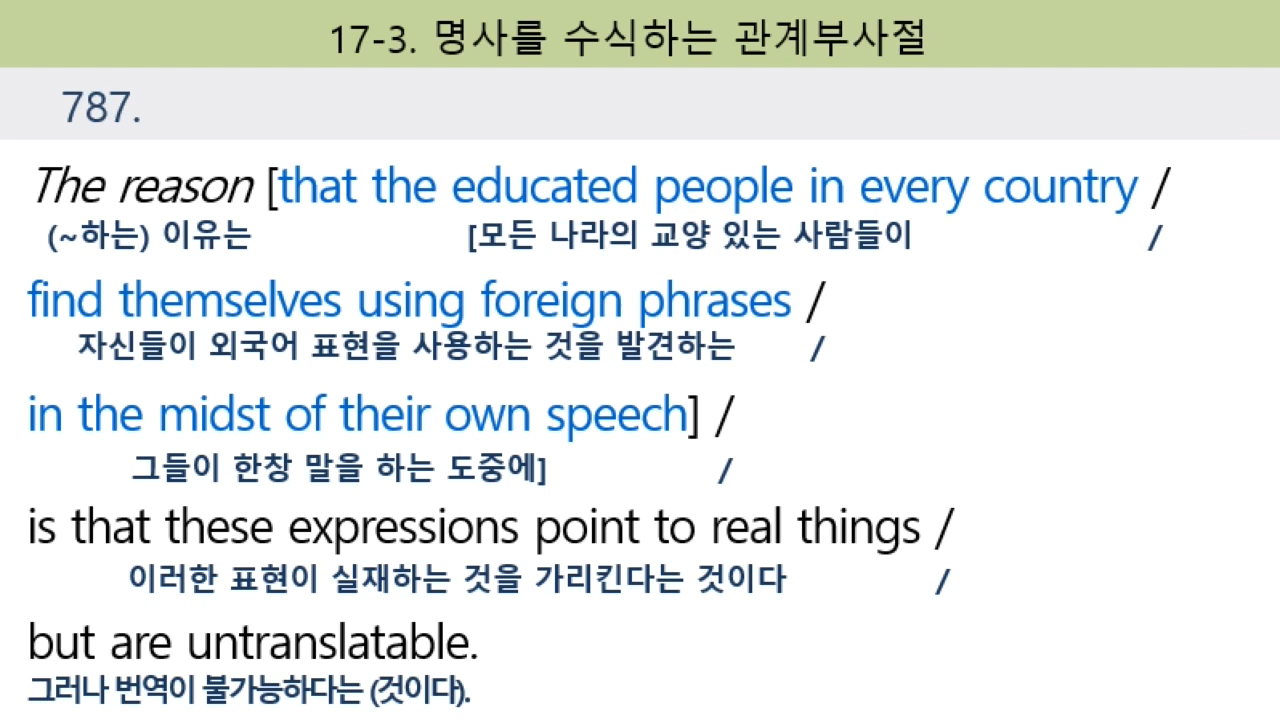 17-3. 명사를 수식하는 관계부사절
787.
The reason [that the educated people in every country /
(~하는) 이유는 [모든 나라의 교양 있는 사람들이 /
find themselves using foreign phrases /
자신들이 외국어 표현을 사용하는 것을 발견하는 /
in the midst of their own speech] /
그들이 한창 말을 하는 도중에] /
is that these expressions point to real things /
이러한 표현이 실재하는 것을 가리킨다는 것이다 /
but are untranslatable.
그러나 번역이 불가능하다는 (것이다).